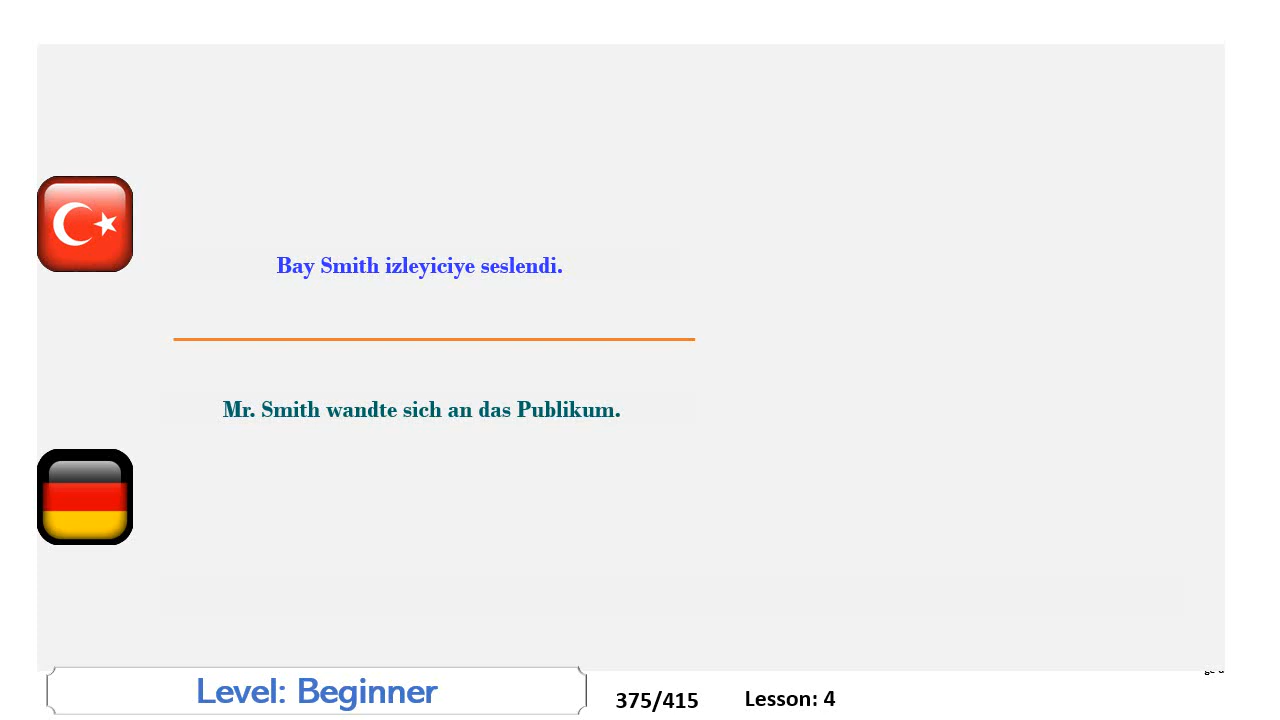 Bay Smith izleyiciye seslendi.
Mr. Smith wandte sich an das Publikum.
Level: Beginner
375/415
Lesson: 4